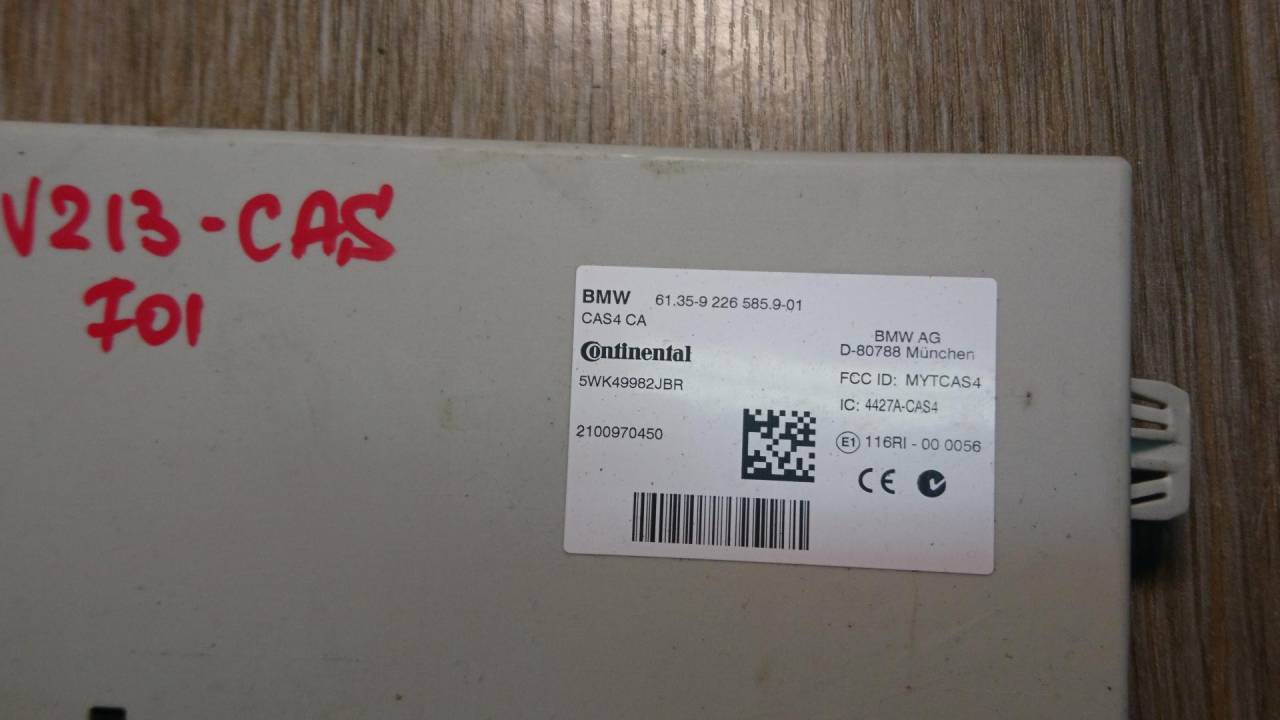 V213-CAS
F01
BMW 61.35-9 226 585.9-01
CAS4 CA
Continental
5WK49982JBR
2100970450
BMW AG
D-80788 München
FCC ID: MYTCAS4
IC: 4427A-CAS4
E1 116RI - 00 0056
CE